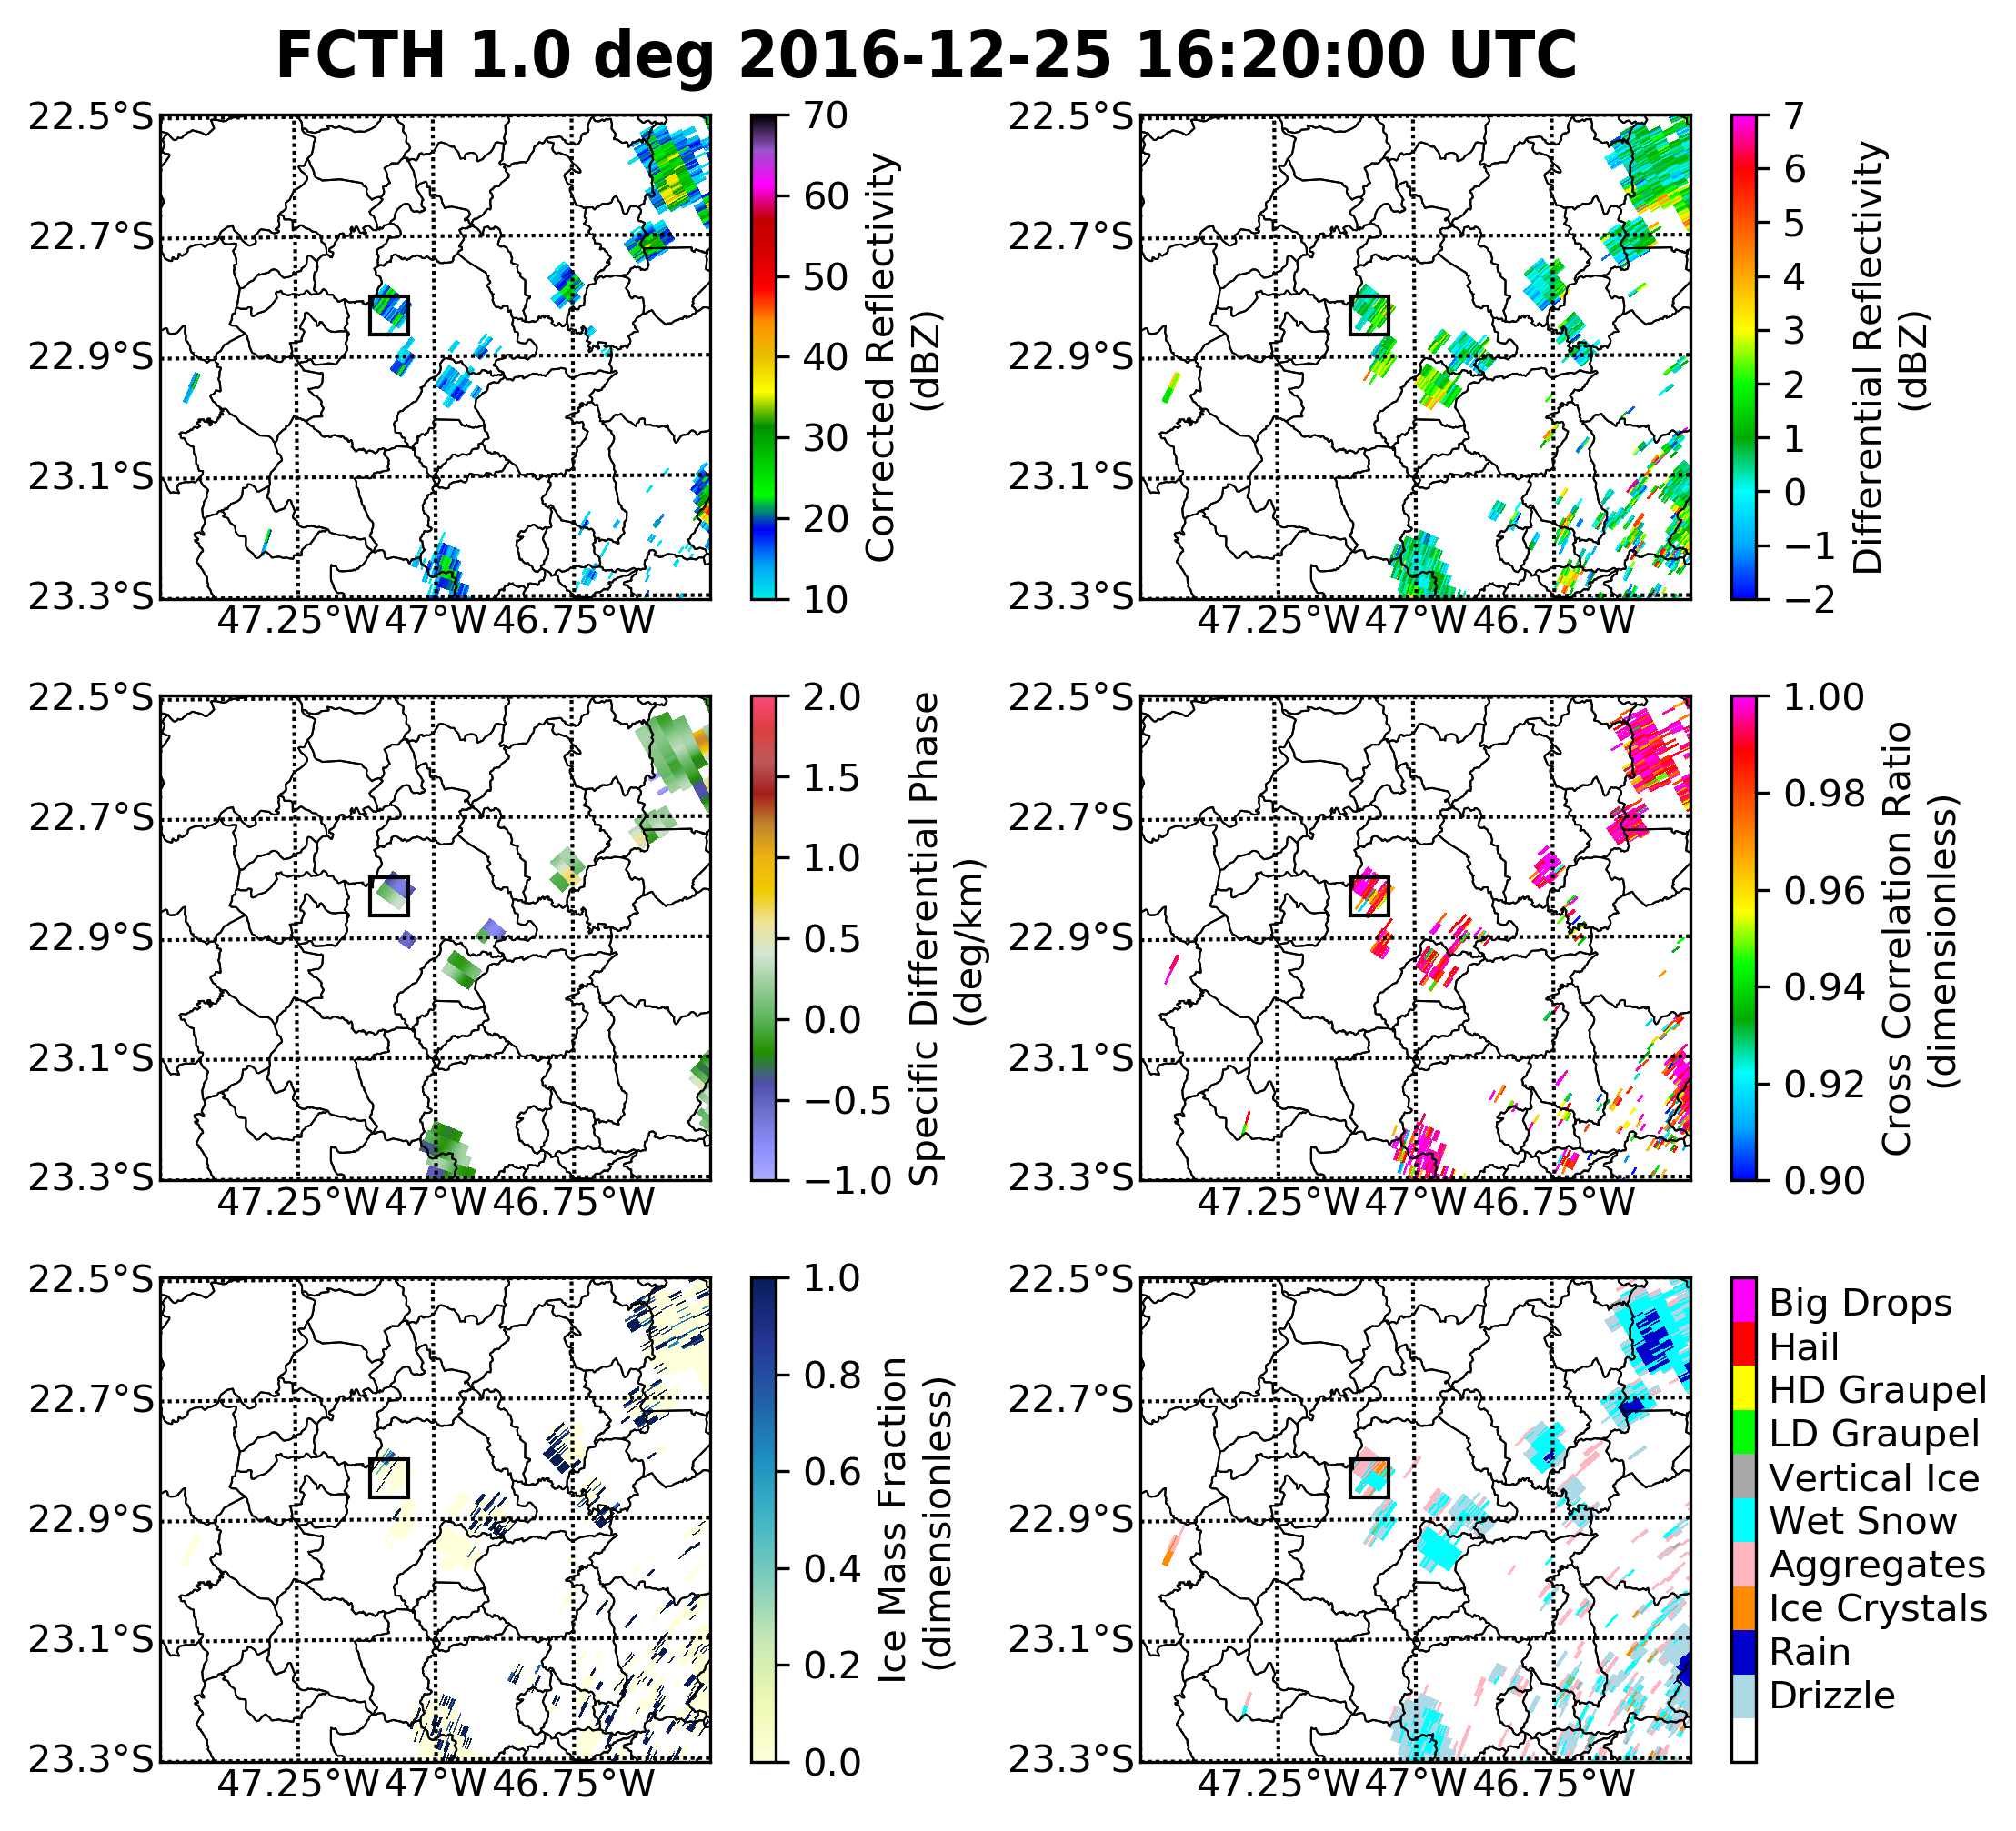 FCTH 1.0 deg 2016-12-25 16:20:00 UTC
22.5°S
22.7°S
22.9°S
23.1°S
23.3°S
47.25°W 47°W 46.75°W
70
60
50
40
30
20
10
Corrected Reflectivity
(dBZ)
22.5°S
22.7°S
22.9°S
23.1°S
23.3°S
47.25°W 47°W 46.75°W
7
6
5
4
3
2
1
0
−1
−2
Differential Reflectivity
(dBZ)
22.5°S
22.7°S
22.9°S
23.1°S
23.3°S
47.25°W 47°W 46.75°W
2.0
1.5
1.0
0.5
0.0
−0.5
−1.0
Specific Differential Phase
(deg/km)
22.5°S
22.7°S
22.9°S
23.1°S
23.3°S
47.25°W 47°W 46.75°W
1.00
0.98
0.96
0.94
0.92
0.90
Cross Correlation Ratio
(dimensionless)
22.5°S
22.7°S
22.9°S
23.1°S
23.3°S
47.25°W 47°W 46.75°W
1.0
0.8
0.6
0.4
0.2
0.0
Ice Mass Fraction
(dimensionless)
22.5°S
22.7°S
22.9°S
23.1°S
23.3°S
47.25°W 47°W 46.75°W
Big Drops
Hail
HD Graupel
LD Graupel
Vertical Ice
Wet Snow
Aggregates
Ice Crystals
Rain
Drizzle